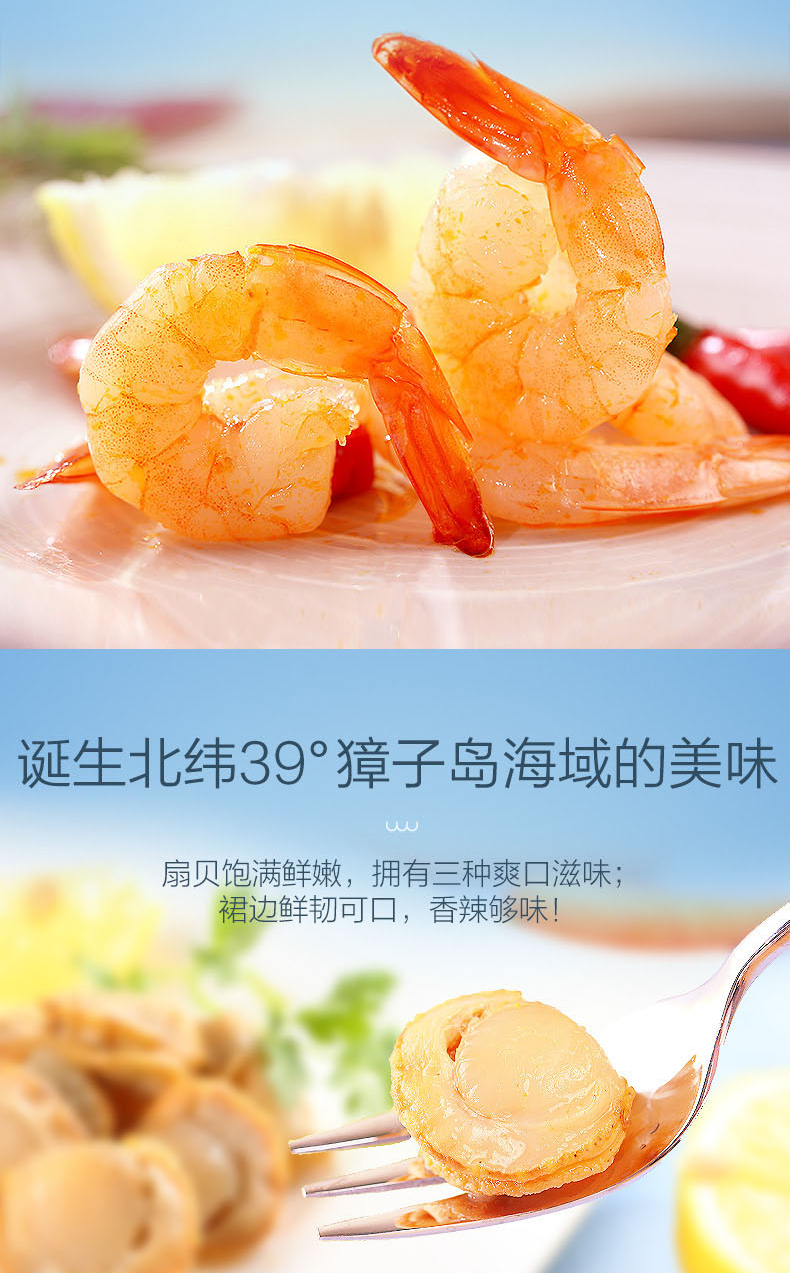 诞生北纬39°獐子岛海域的美味
扇贝饱满鲜嫩，拥有三种爽口滋味；
裙边鲜韧可口，香辣够味！